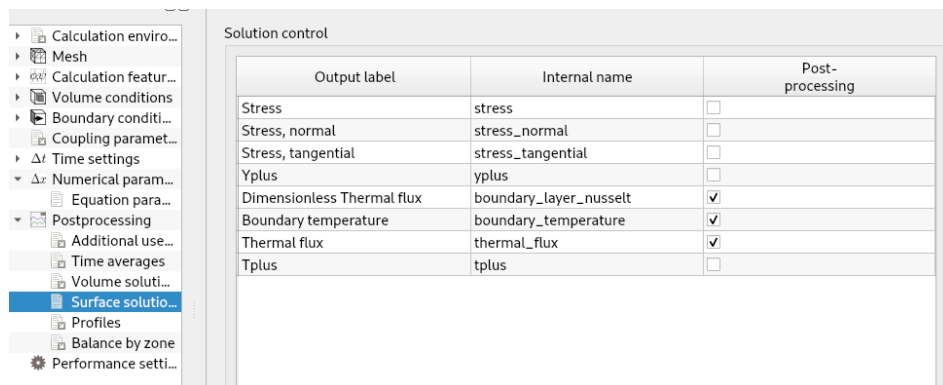 Calculation enviro...
Mesh
Calculation featur...
Volume conditions
Boundary conditi...
Coupling paramet...
Δt Time settings
Δx Numerical param...
Equation para...
Postprocessing
Additional use...
Time averages
Volume soluti...
Surface solutio...
Profiles
Balance by zone
Performance setti...
Solution control
Output label Internal name Post-
processing
Stress stress
Stress, normal stress_normal
Stress, tangential stress_tangential
Yplus yplus
Dimensionless Thermal flux boundary_layer_nusselt
Boundary temperature boundary_temperature
Thermal flux thermal_flux
Tplus tplus